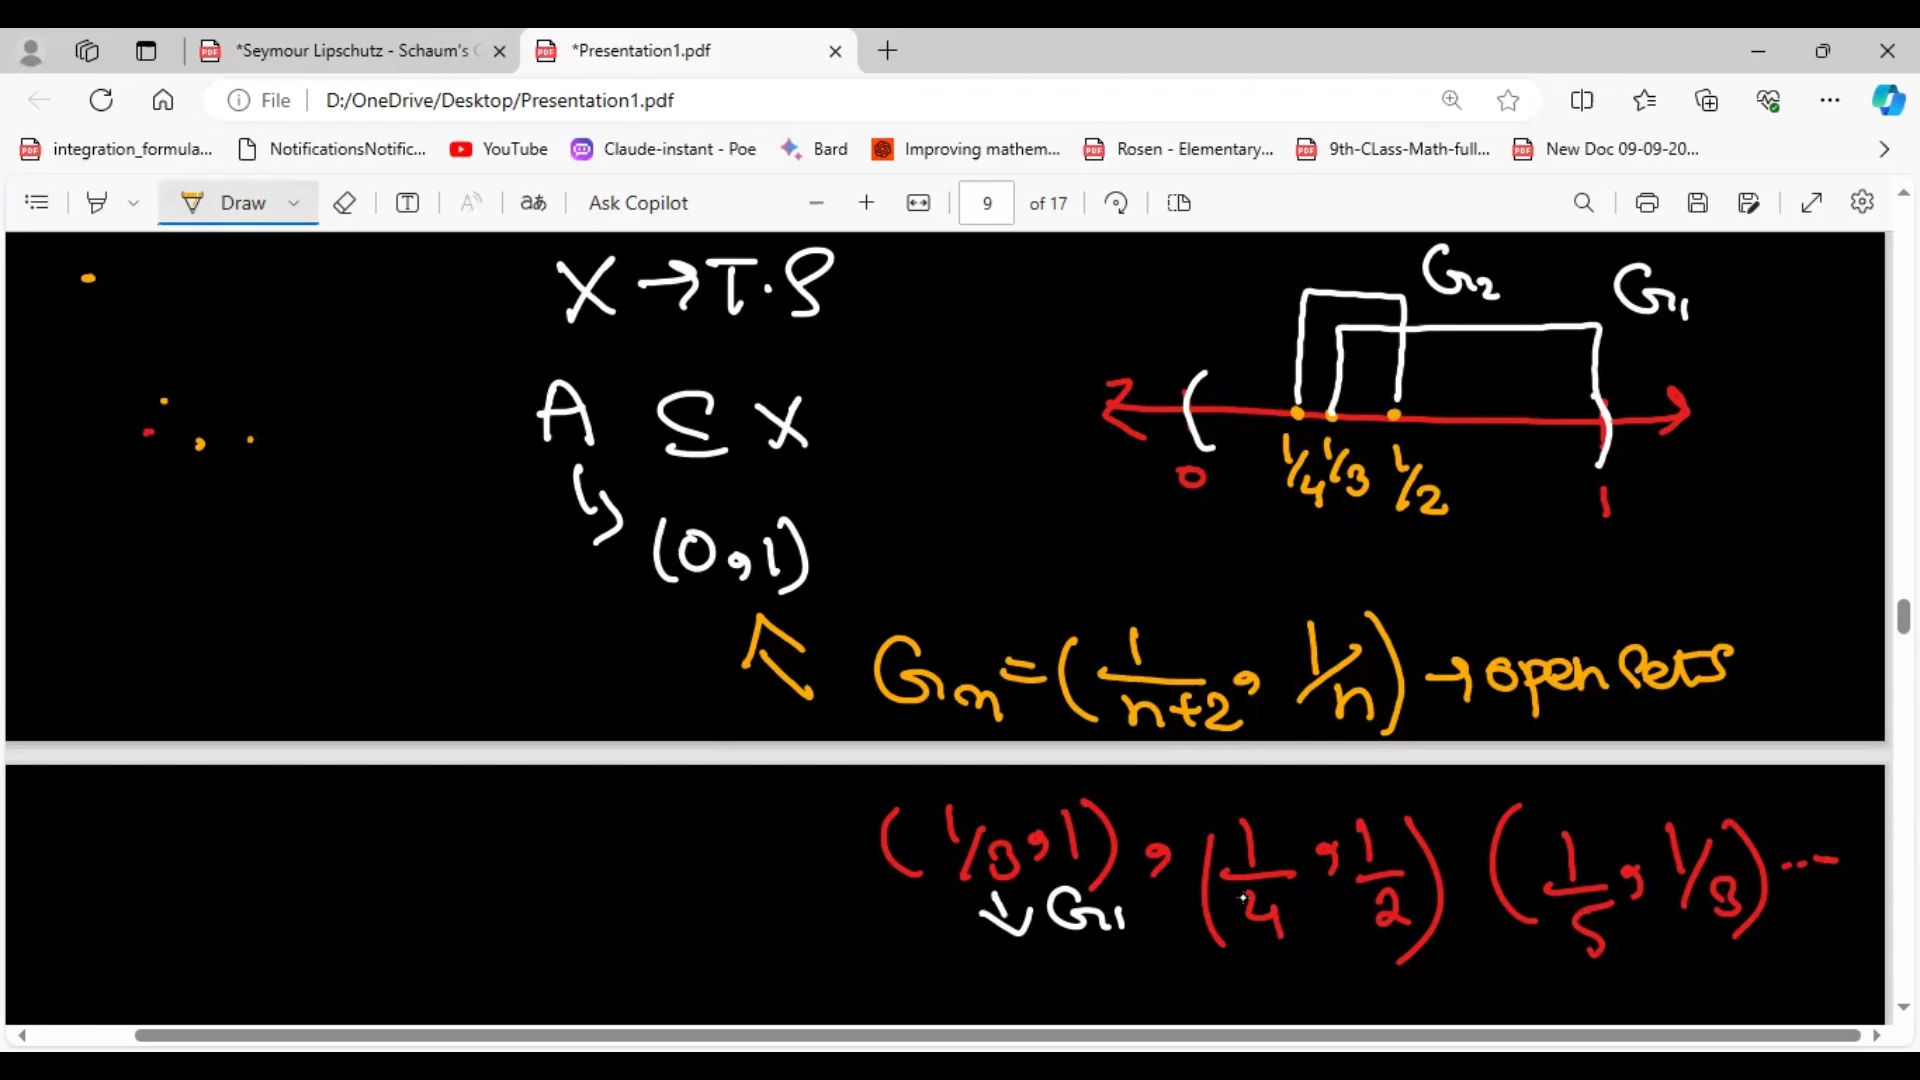 *Seymour Lipschutz - Schaum's
*Presentation1.pdf
File D:/OneDrive/Desktop/Presentation1.pdf
integration_formula... NotificationsNotific... YouTube Claude-instant - Poe Bard Improving mathem... Rosen - Elementary... 9th-CLass-Math-full... New Doc 09-09-20...
Draw Ask Copilot 9 of 17
X → T.S
G₂ G₁
A ⊆ X
0 1/4 1/3 1/2 1
(0,1)
Gₙ = (1/n+2, 1/n) → open sets
(1/3,1), (1/4, 1/2) (1/5, 1/3) ...
↓ G₁